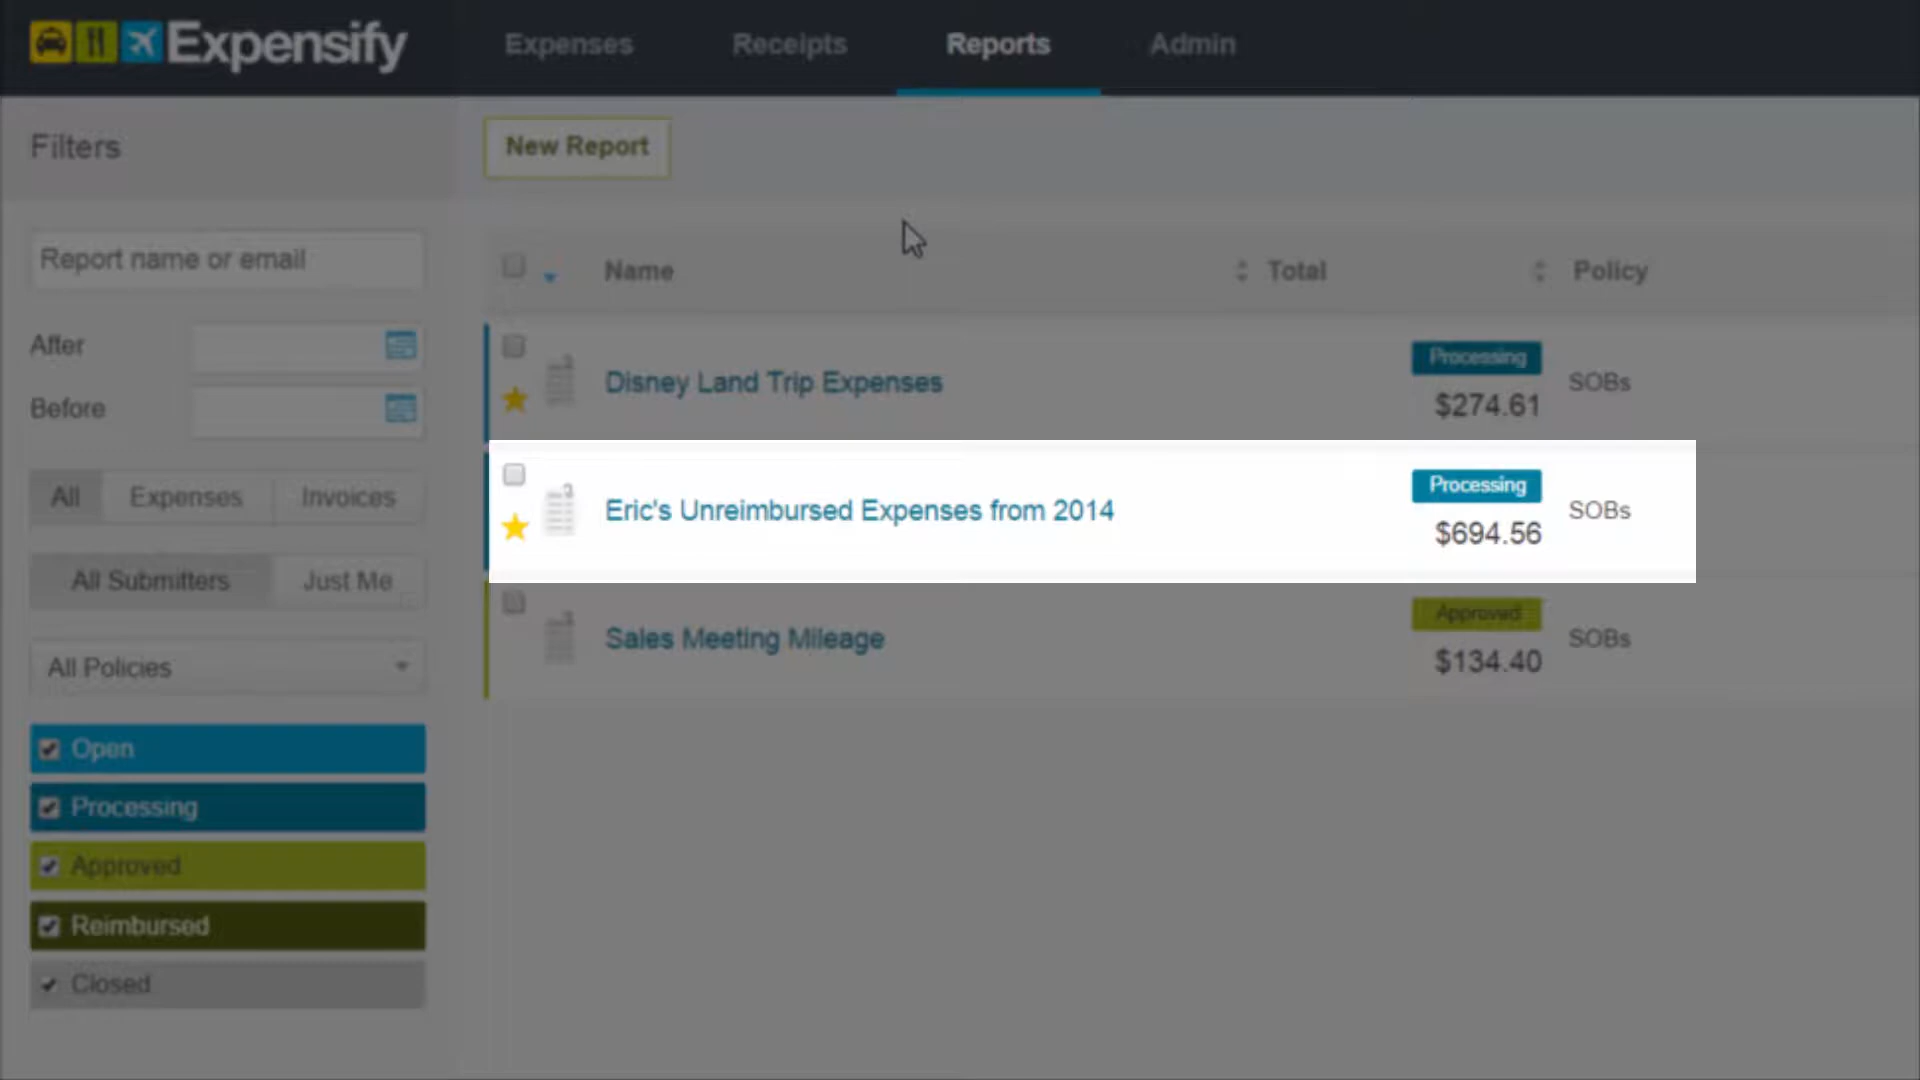 Expensify
Expenses Receipts Reports Admin
Filters
New Report
Report name or email
Name Total Policy
After
Before
Processing
Disney Land Trip Expenses SOBs
$274.61
All Expenses Invoices
Processing
Eric's Unreimbursed Expenses from 2014 SOBs
$694.56
All Submitters Just Me
Approved
Sales Meeting Mileage SOBs
$134.40
All Policies
Open
Processing
Approved
Reimbursed
Closed